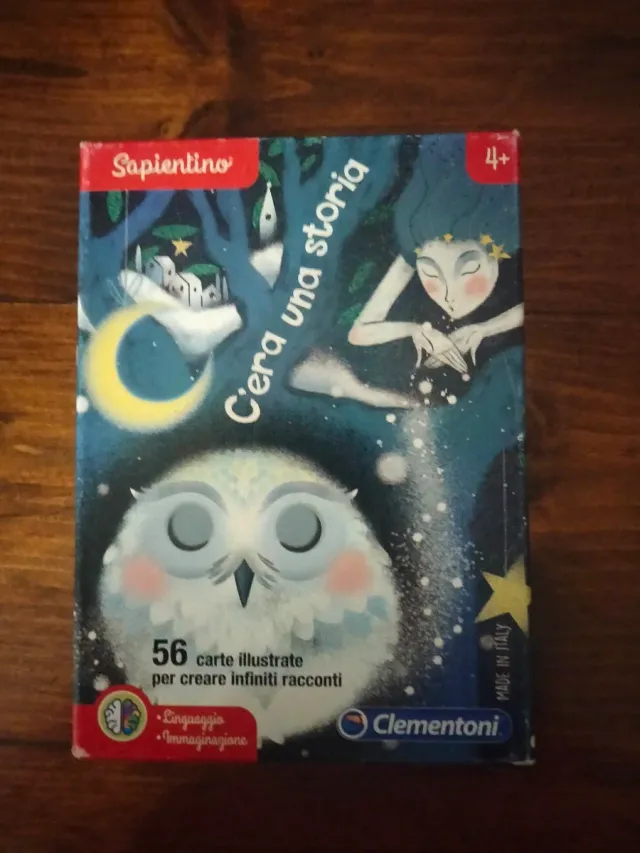 Sapientino
4+
C'era una storia
56 carte illustrate
per creare infiniti racconti
MADE IN ITALY
• Linguaggio
• Immaginazione
Clementoni